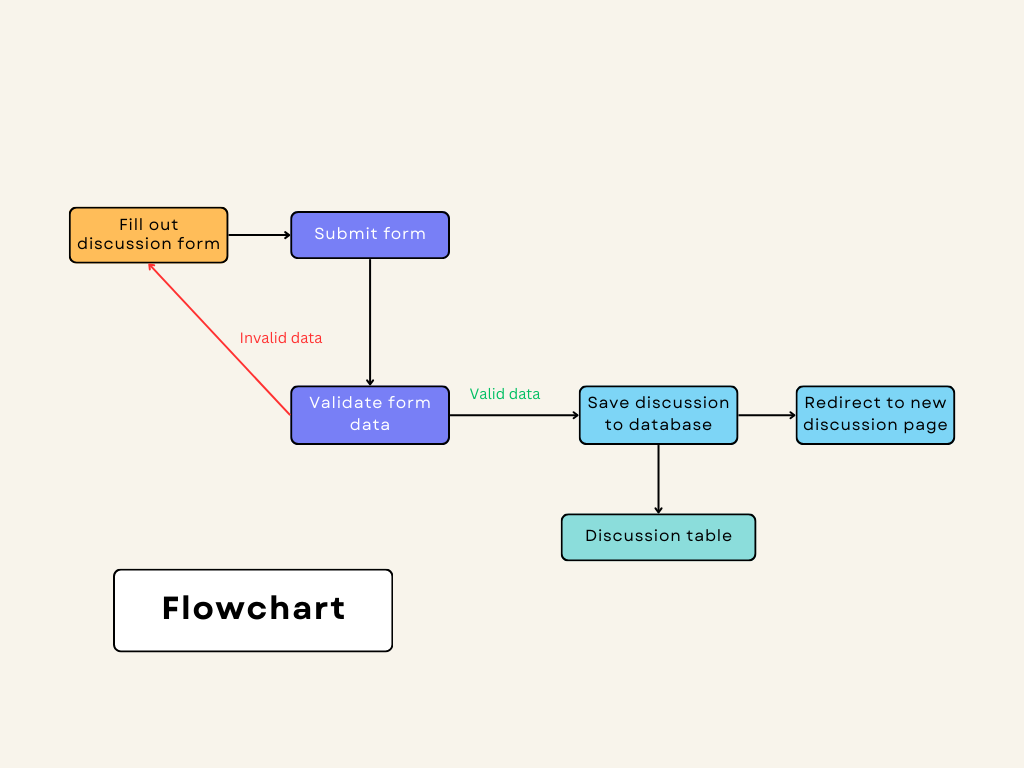 Fill out
discussion form
Submit form
Invalid data
Validate form
data
Valid data
Save discussion
to database
Redirect to new
discussion page
Discussion table
Flowchart